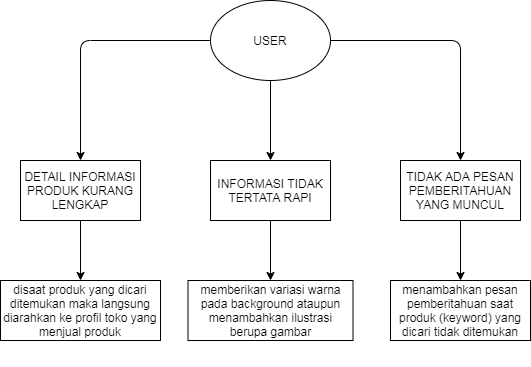 USER
DETAIL INFORMASI
PRODUK KURANG
LENGKAP
INFORMASI TIDAK
TERTATA RAPI
TIDAK ADA PESAN
PEMBERITAHUAN
YANG MUNCUL
disaat produk yang dicari
ditemukan maka langsung
diarahkan ke profil toko yang
menjual produk
memberikan variasi warna
pada background ataupun
menambahkan ilustrasi
berupa gambar
menambahkan pesan
pemberitahuan saat
produk (keyword) yang
dicari tidak ditemukan